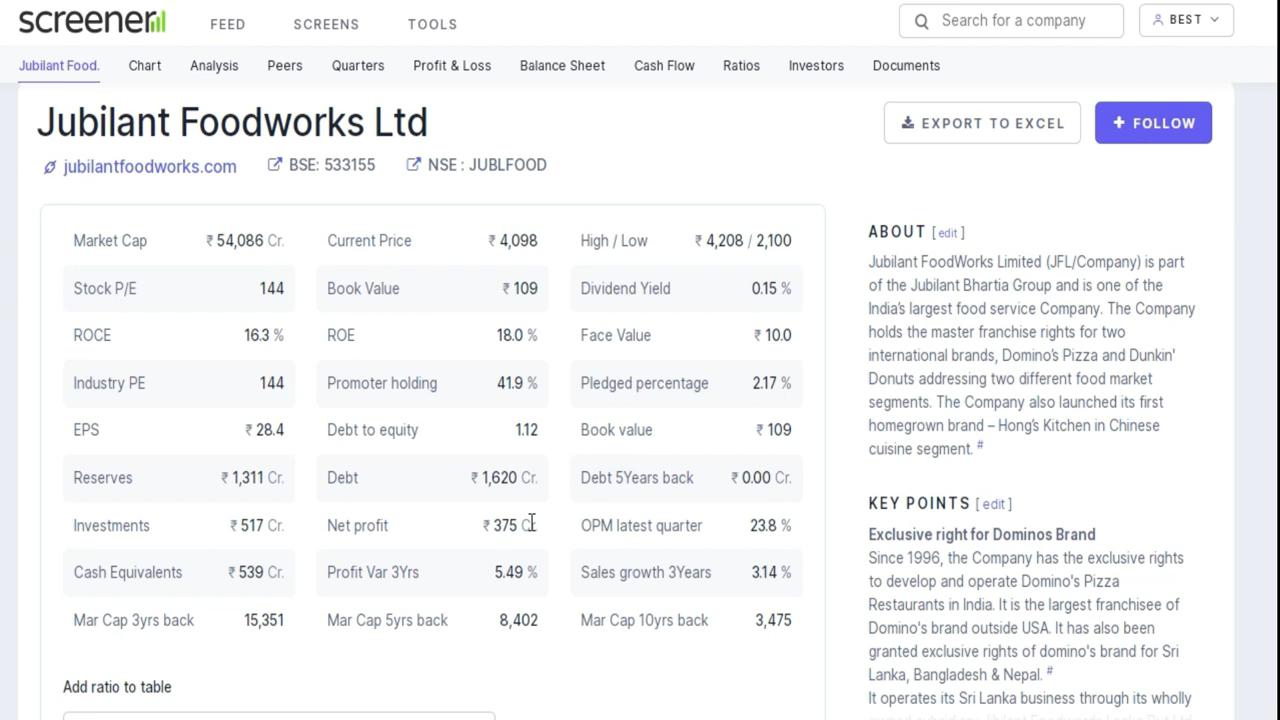 screener
FEED SCREENS TOOLS
Search for a company
BEST
Jubilant Food. Chart Analysis Peers Quarters Profit & Loss Balance Sheet Cash Flow Ratios Investors Documents
Jubilant Foodworks Ltd
EXPORT TO EXCEL
+ FOLLOW
jubilantfoodworks.com BSE: 533155 NSE : JUBLFOOD
Market Cap ₹ 54,086 Cr. Current Price ₹ 4,098 High / Low ₹ 4,208 / 2,100
Stock P/E 144 Book Value ₹ 109 Dividend Yield 0.15 %
ROCE 16.3 % ROE 18.0 % Face Value ₹ 10.0
Industry PE 144 Promoter holding 41.9 % Pledged percentage 2.17 %
EPS ₹ 28.4 Debt to equity 1.12 Book value ₹ 109
Reserves ₹ 1,311 Cr. Debt ₹ 1,620 Cr. Debt 5Years back ₹ 0.00 Cr.
Investments ₹ 517 Cr. Net profit ₹ 375 OPM latest quarter 23.8 %
Cash Equivalents ₹ 539 Cr. Profit Var 3Yrs 5.49 % Sales growth 3Years 3.14 %
Mar Cap 3yrs back 15,351 Mar Cap 5yrs back 8,402 Mar Cap 10yrs back 3,475
Add ratio to table
ABOUT [ edit ]
Jubilant FoodWorks Limited (JFL/Company) is part
of the Jubilant Bhartia Group and is one of the
India's largest food service Company. The Company
holds the master franchise rights for two
international brands, Domino's Pizza and Dunkin'
Donuts addressing two different food market
segments. The Company also launched its first
homegrown brand – Hong's Kitchen in Chinese
cuisine segment. #
KEY POINTS [ edit ]
Exclusive right for Dominos Brand
Since 1996, the Company has the exclusive rights
to develop and operate Domino's Pizza
Restaurants in India. It is the largest franchisee of
Domino's brand outside USA. It has also been
granted exclusive rights of domino's brand for Sri
Lanka, Bangladesh & Nepal. #
It operates its Sri Lanka business through its wholly